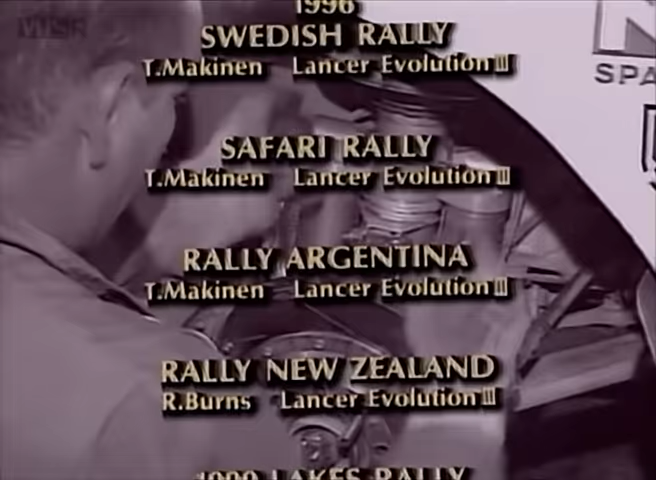 1996
SWEDISH RALLY
T.Makinen Lancer Evolution III
SAFARI RALLY
T.Makinen Lancer Evolution III
RALLY ARGENTINA
T.Makinen Lancer Evolution III
RALLY NEW ZEALAND
R.Burns Lancer Evolution III
LAKES RALLY